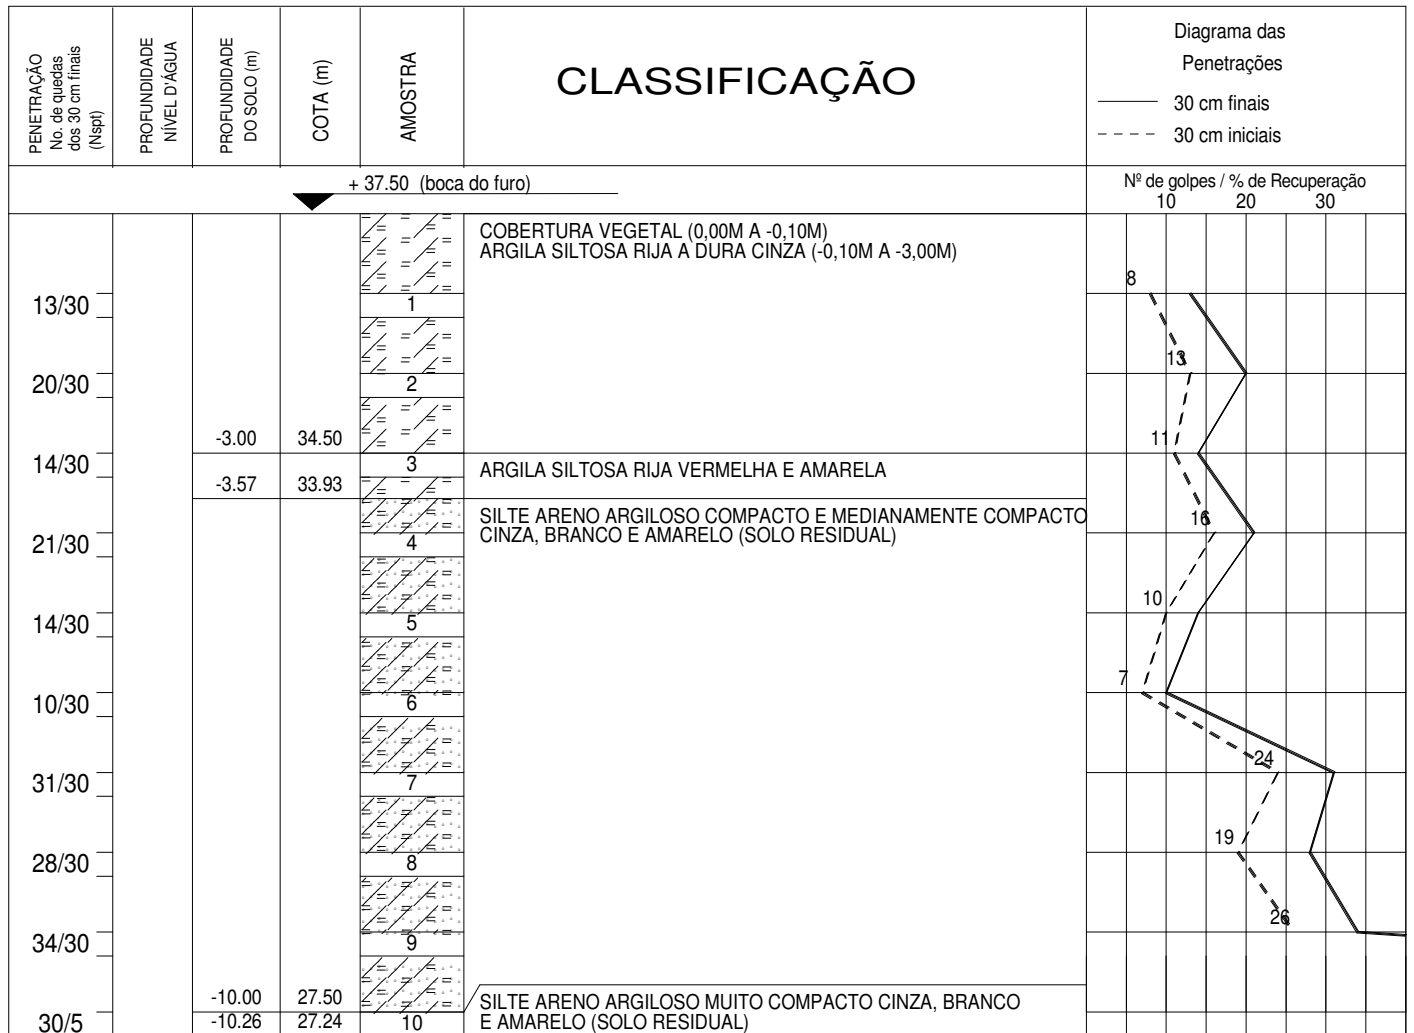 PENETRAÇÃO
No. de quedas
dos 30 cm finais
(Nspt)
PROFUNDIDADE
NÍVEL D'ÁGUA
PROFUNDIDADE
DO SOLO (m)
COTA (m)
AMOSTRA
CLASSIFICAÇÃO
Diagrama das
Penetrações
30 cm finais
30 cm iniciais
+ 37.50 (boca do furo)
Nº de golpes / % de Recuperação
10 20 30
COBERTURA VEGETAL (0,00M A -0,10M)
ARGILA SILTOSA RIJA A DURA CINZA (-0,10M A -3,00M)
8
13/30 1
13
20/30 2
-3.00 34.50 11
14/30 3 ARGILA SILTOSA RIJA VERMELHA E AMARELA
-3.57 33.93
SILTE ARENO ARGILOSO COMPACTO E MEDIANAMENTE COMPACTO
CINZA, BRANCO E AMARELO (SOLO RESIDUAL)
16
21/30 4
10
14/30 5
7
10/30 6
24
31/30 7
19
28/30 8
26
34/30 9
-10.00 27.50 SILTE ARENO ARGILOSO MUITO COMPACTO CINZA, BRANCO
E AMARELO (SOLO RESIDUAL)
30/5 -10.26 27.24 10